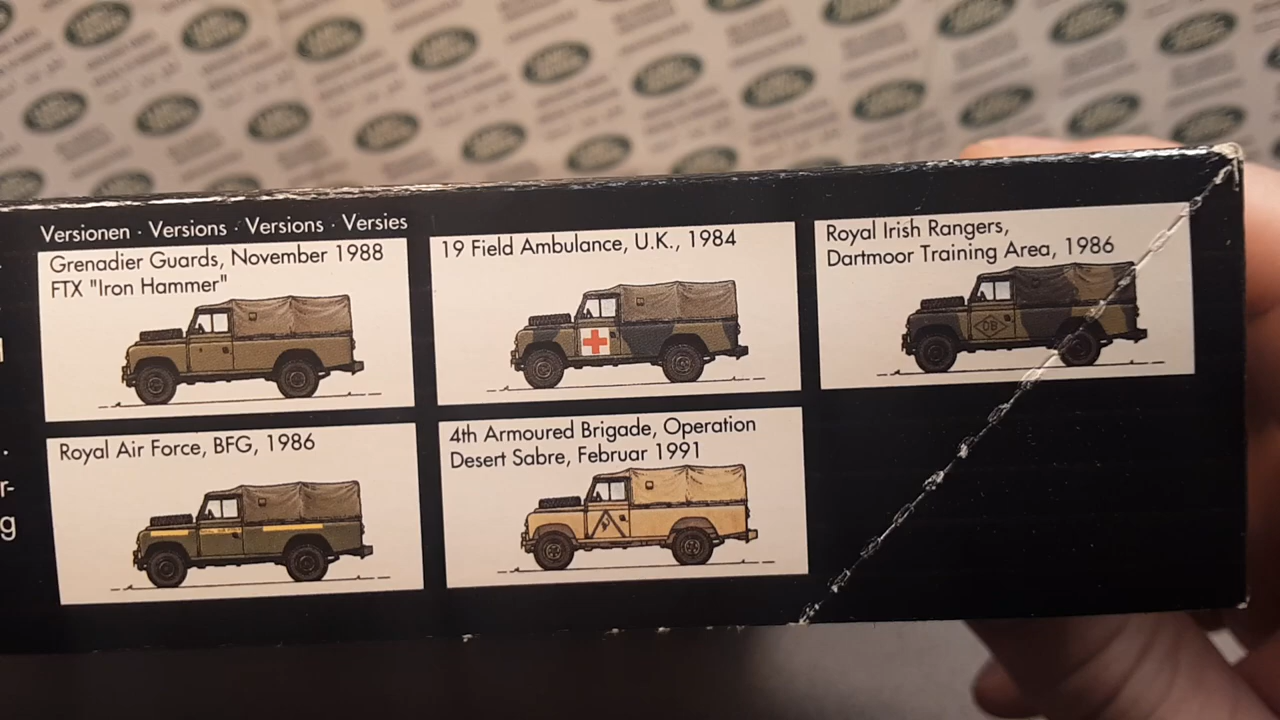 Versionen · Versions · Versions · Versies
Grenadier Guards, November 1988
FTX "Iron Hammer"
19 Field Ambulance, U.K., 1984
Royal Irish Rangers,
Dartmoor Training Area, 1986
DB
Royal Air Force, BFG, 1986
4th Armoured Brigade, Operation
Desert Sabre, Februar 1991
r-
g